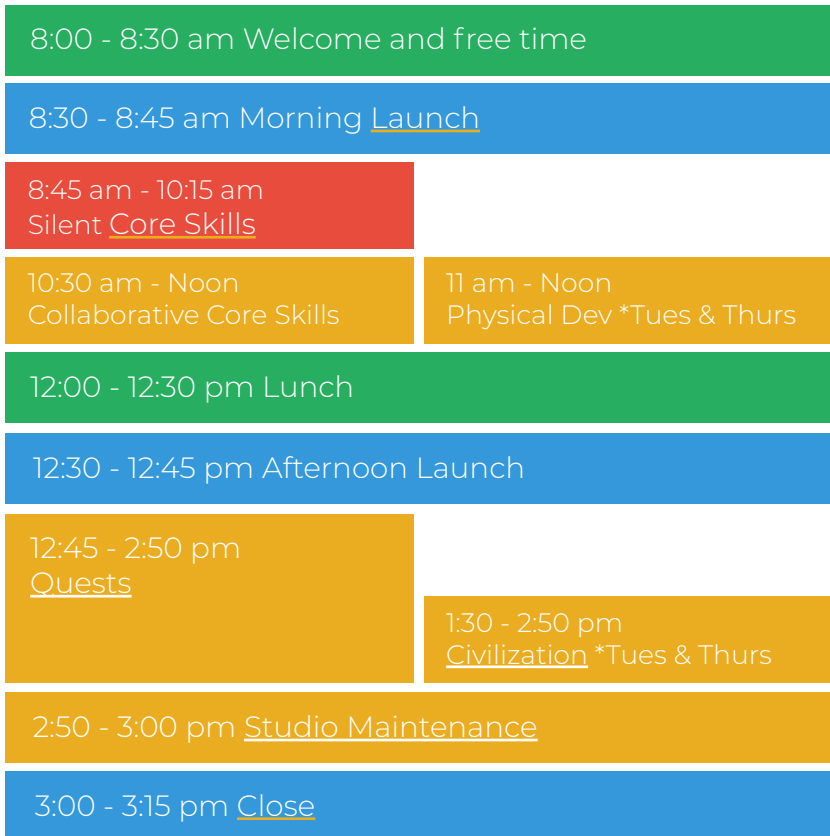 8:00 - 8:30 am Welcome and free time
8:30 - 8:45 am Morning Launch
8:45 am - 10:15 am
Silent Core Skills
10:30 am - Noon
Collaborative Core Skills
11 am - Noon
Physical Dev *Tues & Thurs
12:00 - 12:30 pm Lunch
12:30 - 12:45 pm Afternoon Launch
12:45 - 2:50 pm
Quests
1:30 - 2:50 pm
Civilization *Tues & Thurs
2:50 - 3:00 pm Studio Maintenance
3:00 - 3:15 pm Close